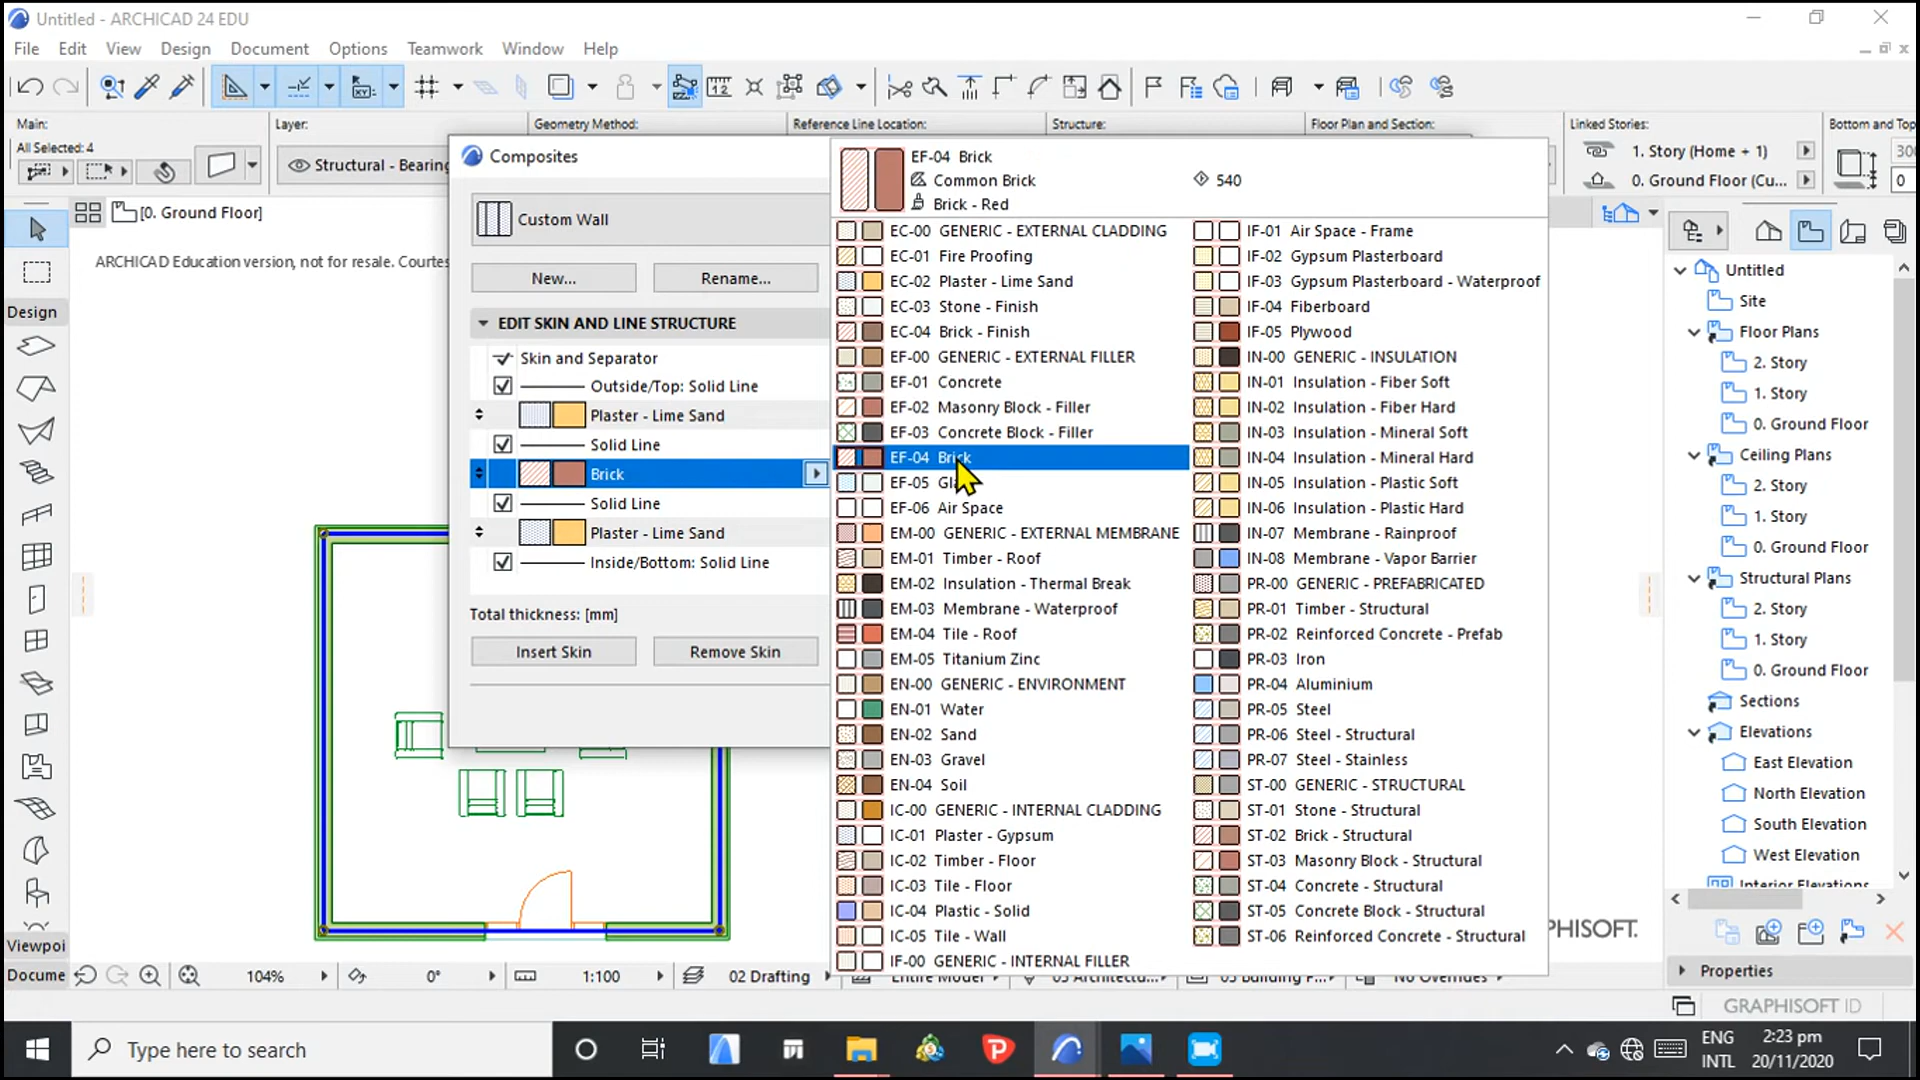 Untitled - ARCHICAD 24 EDU
File Edit View Design Document Options Teamwork Window Help
Main:
Layer:
Geometry Method:
Reference Line Location:
Structure:
Floor Plan and Section:
Linked Stories:
Bottom and Top
All Selected: 4
Structural - Bearing
1. Story (Home + 1)
0. Ground Floor (Cu...
300
0
[0. Ground Floor]
ARCHICAD Education version, not for resale. Courtes
Design
Viewpoi
Docume
Composites
Custom Wall
New...
Rename...
EDIT SKIN AND LINE STRUCTURE
Skin and Separator
Outside/Top: Solid Line
Plaster - Lime Sand
Solid Line
Brick
Solid Line
Plaster - Lime Sand
Inside/Bottom: Solid Line
Total thickness: [mm]
Insert Skin
Remove Skin
EF-04 Brick
Common Brick
540
Brick - Red
EC-00 GENERIC - EXTERNAL CLADDING
EC-01 Fire Proofing
EC-02 Plaster - Lime Sand
EC-03 Stone - Finish
EC-04 Brick - Finish
EF-00 GENERIC - EXTERNAL FILLER
EF-01 Concrete
EF-02 Masonry Block - Filler
EF-03 Concrete Block - Filler
EF-04 Brick
EF-05
EF-06 Air Space
EM-00 GENERIC - EXTERNAL MEMBRANE
EM-01 Timber - Roof
EM-02 Insulation - Thermal Break
EM-03 Membrane - Waterproof
EM-04 Tile - Roof
EM-05 Titanium Zinc
EN-00 GENERIC - ENVIRONMENT
EN-01 Water
EN-02 Sand
EN-03 Gravel
EN-04 Soil
IC-00 GENERIC - INTERNAL CLADDING
IC-01 Plaster - Gypsum
IC-02 Timber - Floor
IC-03 Tile - Floor
IC-04 Plastic - Solid
IC-05 Tile - Wall
IF-00 GENERIC - INTERNAL FILLER
IF-01 Air Space - Frame
IF-02 Gypsum Plasterboard
IF-03 Gypsum Plasterboard - Waterproof
IF-04 Fiberboard
IF-05 Plywood
IN-00 GENERIC - INSULATION
IN-01 Insulation - Fiber Soft
IN-02 Insulation - Fiber Hard
IN-03 Insulation - Mineral Soft
IN-04 Insulation - Mineral Hard
IN-05 Insulation - Plastic Soft
IN-06 Insulation - Plastic Hard
IN-07 Membrane - Rainproof
IN-08 Membrane - Vapor Barrier
PR-00 GENERIC - PREFABRICATED
PR-01 Timber - Structural
PR-02 Reinforced Concrete - Prefab
PR-03 Iron
PR-04 Aluminium
PR-05 Steel
PR-06 Steel - Structural
PR-07 Steel - Stainless
ST-00 GENERIC - STRUCTURAL
ST-01 Stone - Structural
ST-02 Brick - Structural
ST-03 Masonry Block - Structural
ST-04 Concrete - Structural
ST-05 Concrete Block - Structural
ST-06 Reinforced Concrete - Structural
Untitled
Site
Floor Plans
2. Story
1. Story
0. Ground Floor
Ceiling Plans
2. Story
1. Story
0. Ground Floor
Structural Plans
2. Story
1. Story
0. Ground Floor
Sections
Elevations
East Elevation
North Elevation
South Elevation
West Elevation
Interior Elevations
Properties
PHISOFT.
104%
0°
1:100
02 Drafting
Entire Model
03 Architectu...
03 Building P...
No Overrides
GRAPHISOFT ID
Type here to search
ENG
INTL
2:23 pm
20/11/2020